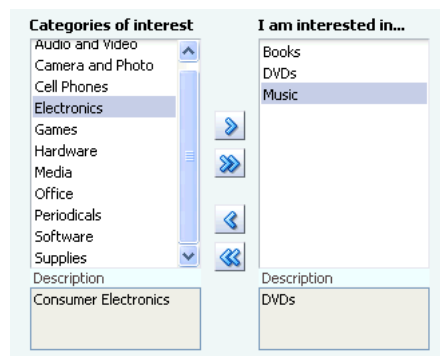 Categories of interest
Audio and Video
Camera and Photo
Cell Phones
Electronics
Games
Hardware
Media
Office
Periodicals
Software
Supplies
Description
Consumer Electronics
I am interested in...
Books
DVDs
Music
Description
DVDs